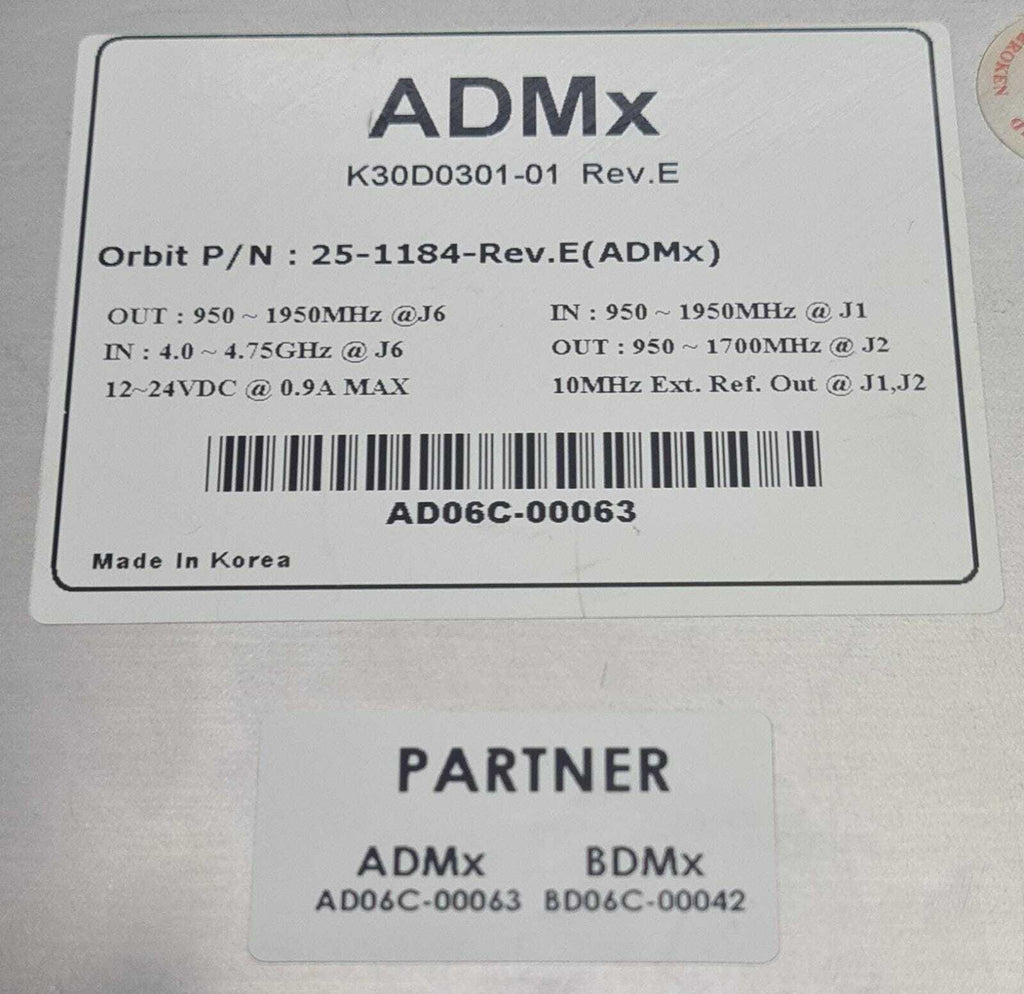 ADMx
K30D0301-01 Rev.E
Orbit P/N : 25-1184-Rev.E(ADMx)
OUT : 950 ~ 1950MHz @J6
IN : 950 ~ 1950MHz @ J1
IN : 4.0 ~ 4.75GHz @ J6
OUT : 950 ~ 1700MHz @ J2
12~24VDC @ 0.9A MAX
10MHz Ext. Ref. Out @ J1,J2
AD06C-00063
Made In Korea
PARTNER
ADMx BDMx
AD06C-00063 BD06C-00042